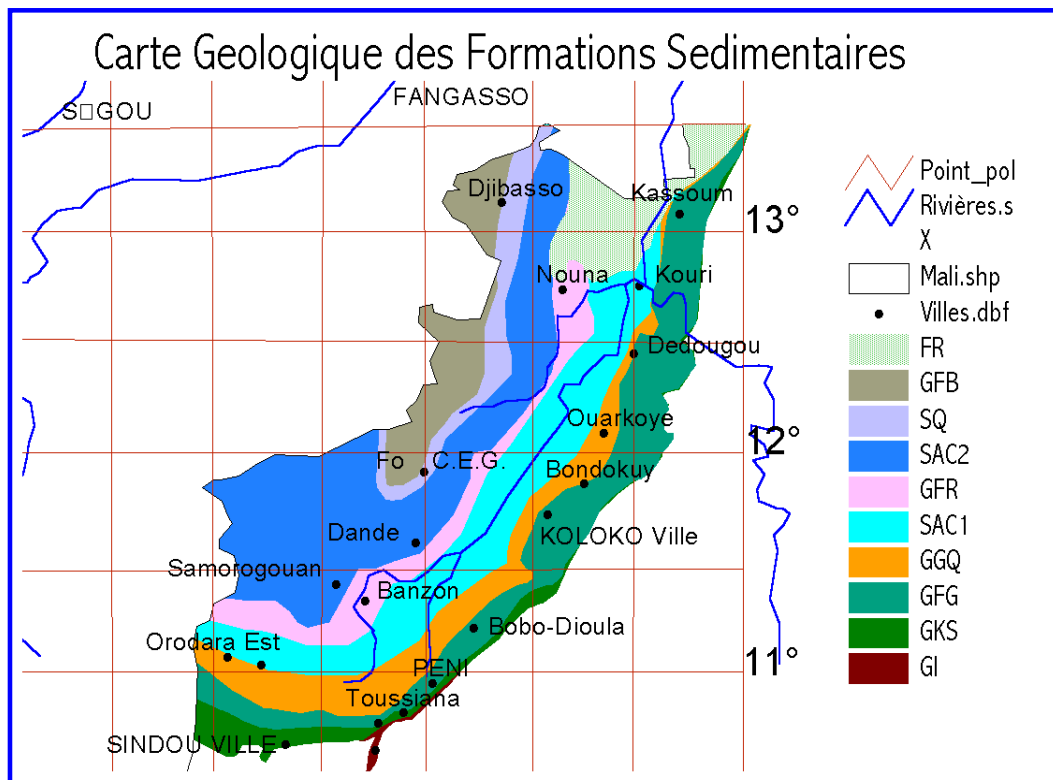 Carte Geologique des Formations Sedimentaires
S□GOU
FANGASSO
Djibasso
Kassoum
13°
Nouna
Kouri
Dedougou
Ouarkoye
12°
Fo
C.E.G.
Bondokuy
Dande
KOLOKO Ville
Samorogouan
Banzon
Orodara Est
Bobo-Dioula
PENI
11°
Toussiana
SINDOU VILLE
Point_pol
Rivières.s
X
Mali.shp
Villes.dbf
FR
GFB
SQ
SAC2
GFR
SAC1
GGQ
GFG
GKS
GI